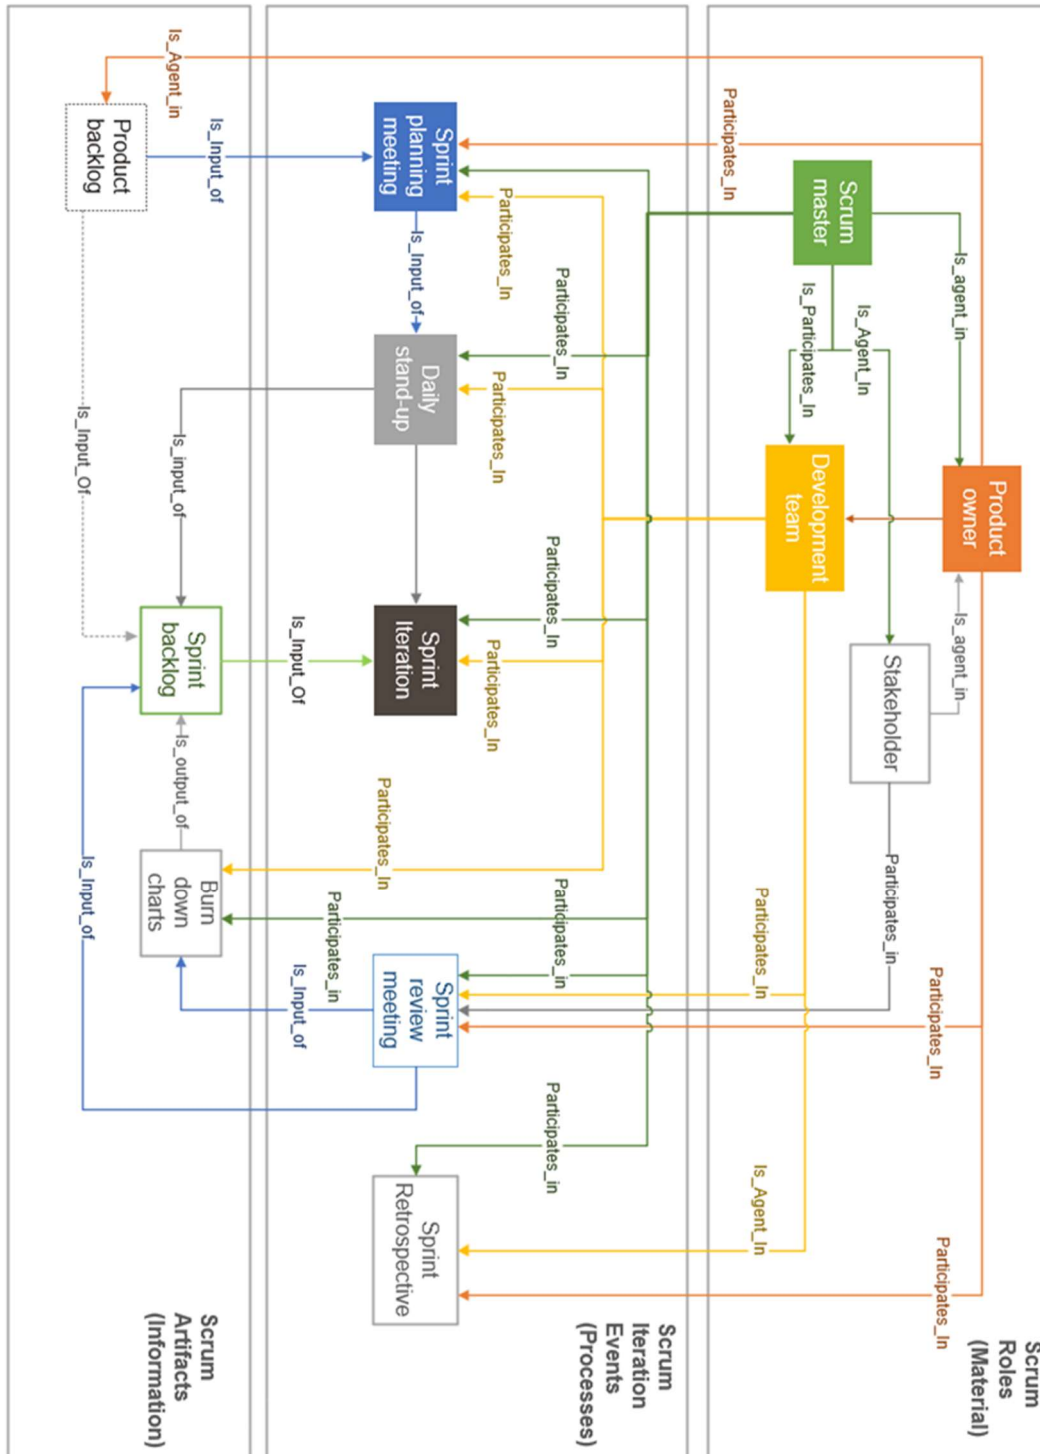 Scrum
Roles
(Material)
Product
owner
Is_agent_in
Is_agent_in
Participates_In
Participates_In
Stakeholder
Participates_in
Scrum
master
Is_Agent_In
Is_Participates_In
Development
team
Participates_In
Is_Agent_In
Participates_In
Scrum
Iteration
Events
(Processes)
Participates_In
Participates_In
Participates_In
Participates_in
Participates_In
Participates_In
Participates_In
Sprint
planning
meeting
Is_Input_of
Daily
stand-up
Sprint
Iteration
Sprint
review
meeting
Sprint
Retrospective
Participates_In
Participates_in
Is_Input_Of
Is_Input_of
Is_Input_of
Scrum
Artifacts
(Information)
Is_input_of
Is_Agent_in
Sprint
backlog
Is_output_of
Burn
down
charts
Product
backlog
Is_Input_Of
Is_Input_of